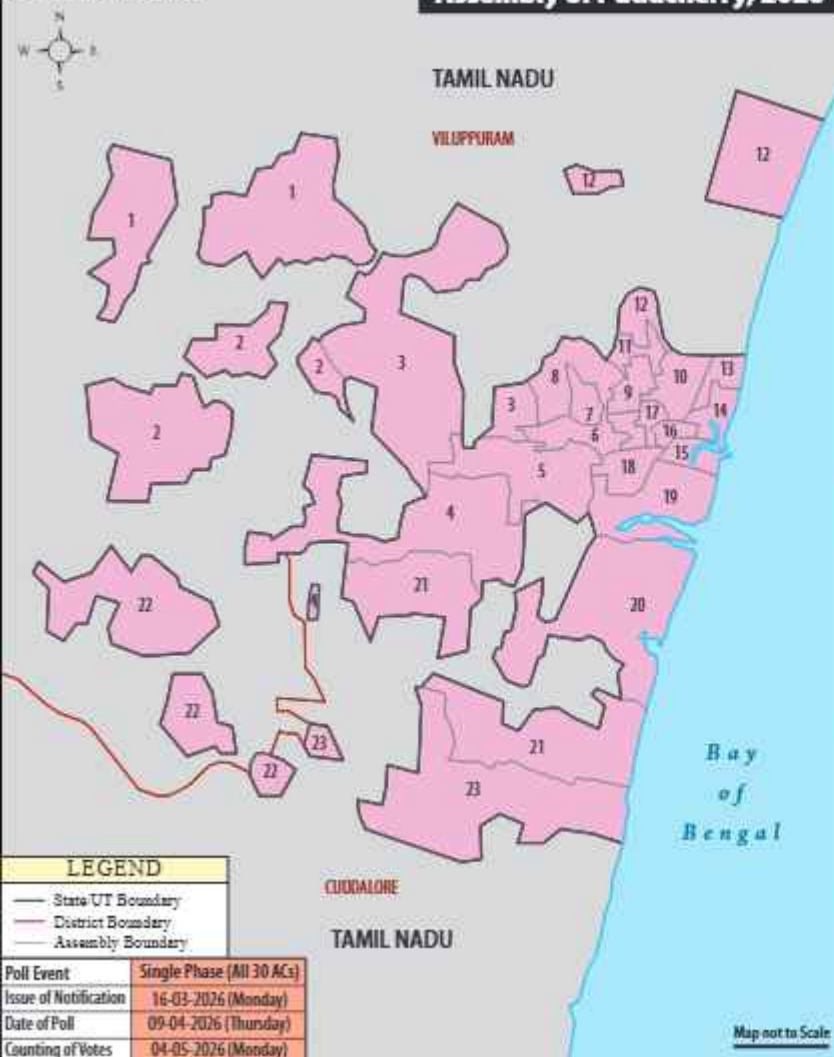 N
W
S
TAMIL NADU
VILUPPURAM
12
12
1
1
12
2
11
3
2
8
10
13
9
3
14
7
17
2
6
16
15
5
18
19
4
21
22
20
22
23
21
22
23
Bay
of
Bengal
LEGEND
State/UT Boundary
District Boundary
Assembly Boundary
CUDDALORE
TAMIL NADU
Poll Event Single Phase (All 30 ACs)
Issue of Notification 16-03-2026 (Monday)
Date of Poll 09-04-2026 (Thursday)
Counting of Votes 04-05-2026 (Monday)
Map not to Scale